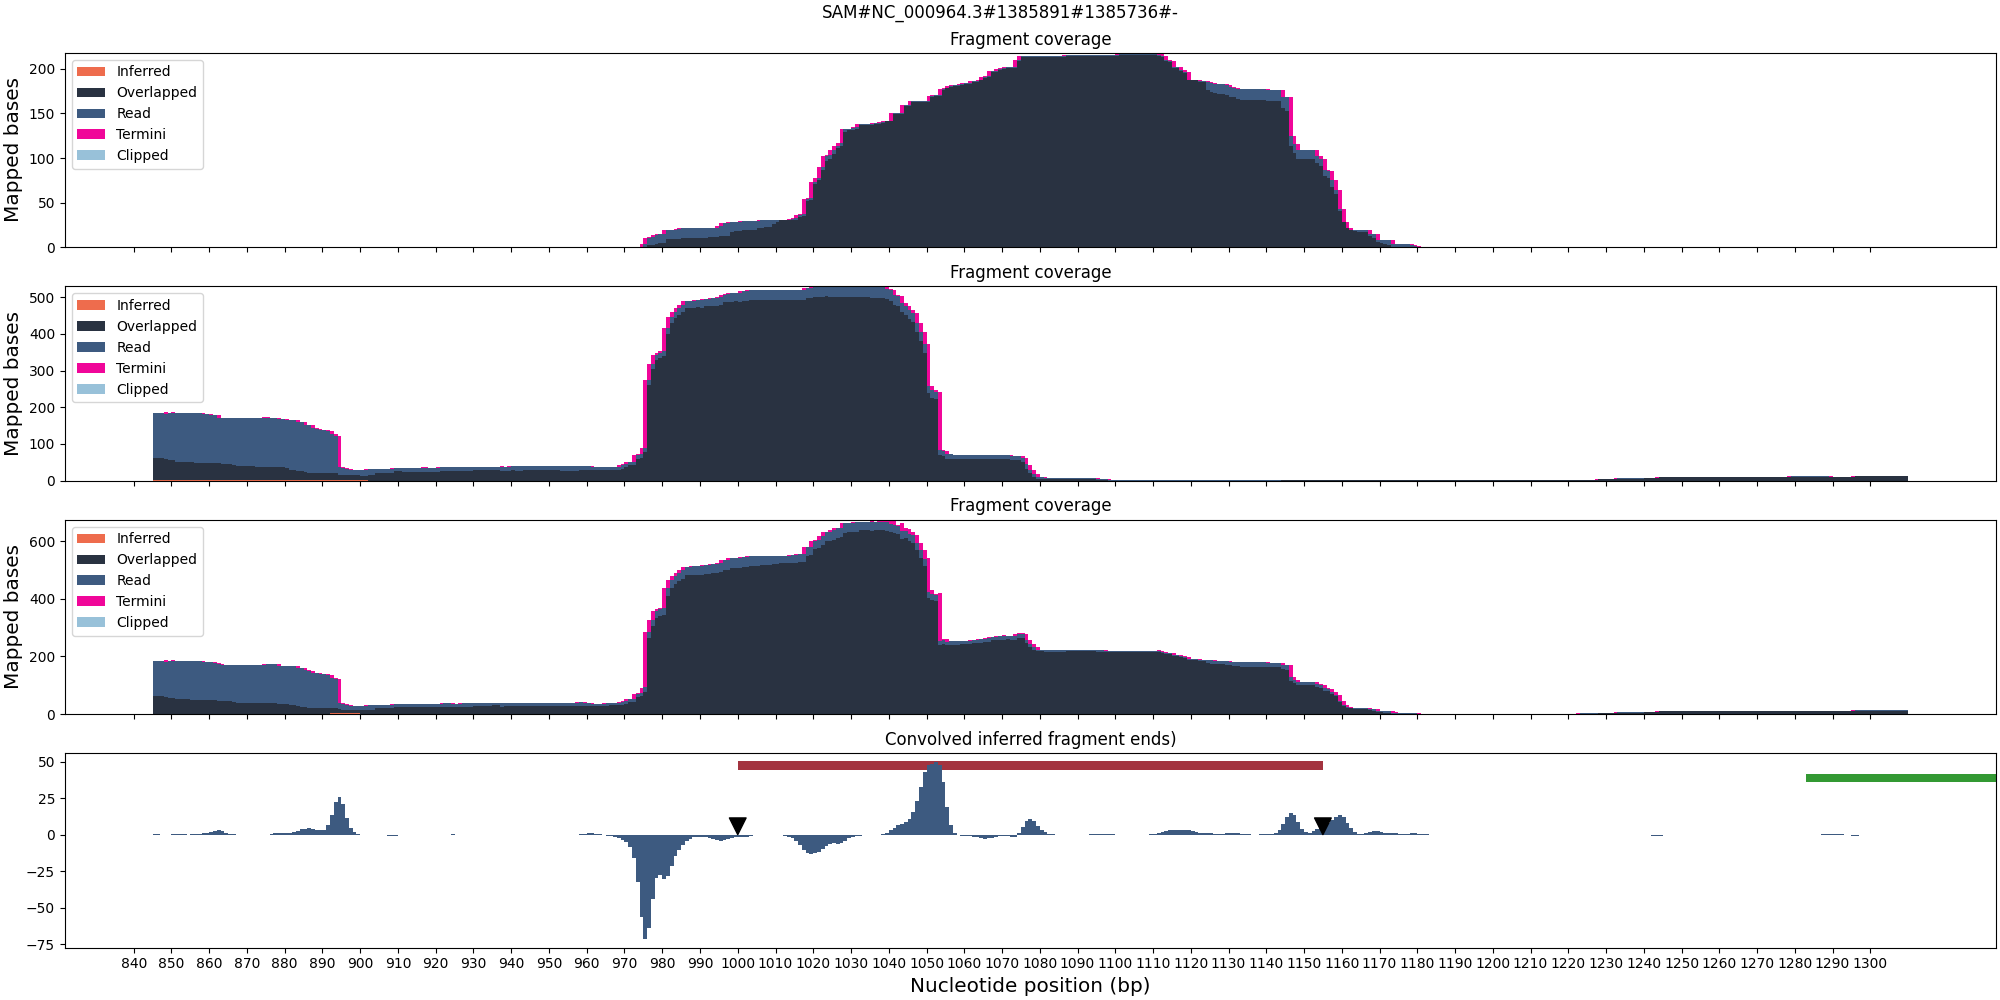 SAM#NC_000964.3#1385891#1385736#-
Fragment coverage
Mapped bases
200
150
100
50
0
Inferred
Overlapped
Read
Termini
Clipped
Fragment coverage
Mapped bases
500
400
300
200
100
0
Inferred
Overlapped
Read
Termini
Clipped
Fragment coverage
Mapped bases
600
400
200
0
Inferred
Overlapped
Read
Termini
Clipped
Convolved inferred fragment ends)
50
25
0
−25
−50
−75
840 850 860 870 880 890 900 910 920 930 940 950 960 970 980 990 1000 1010 1020 1030 1040 1050 1060 1070 1080 1090 1100 1110 1120 1130 1140 1150 1160 1170 1180 1190 1200 1210 1220 1230 1240 1250 1260 1270 1280 1290 1300
Nucleotide position (bp)